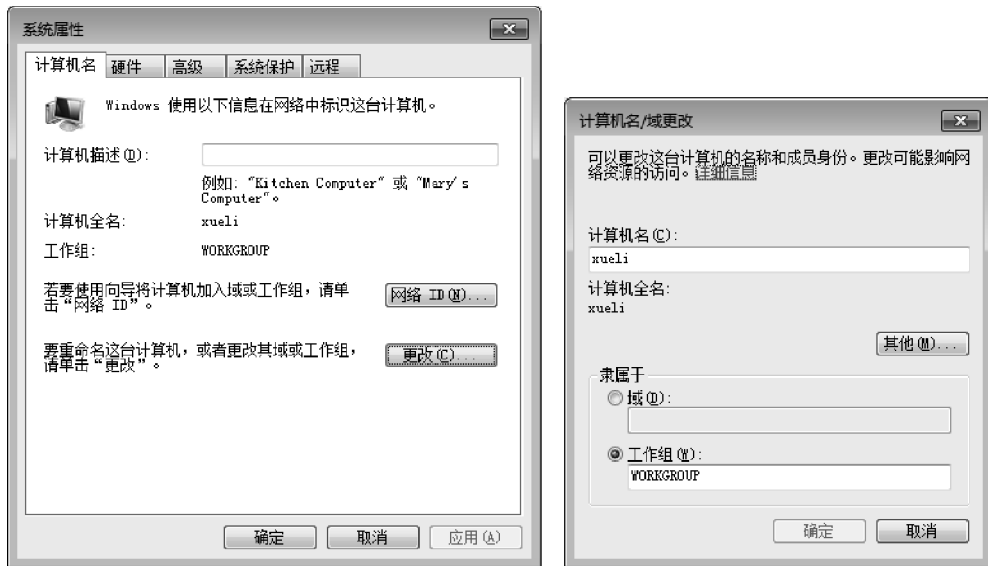 系统属性
计算机名 硬件 高级 系统保护 远程
Windows 使用以下信息在网络中标识这台计算机。
计算机描述(D):
例如: "Kitchen Computer" 或 "Mary's
Computer"。
计算机全名: xueli
工作组: WORKGROUP
若要使用向导将计算机加入域或工作组，请单
击“网络 ID”。
网络 ID(N)...
要重命名这台计算机，或者更改其域或工作组，
请单击“更改”。
更改(C)...
确定 取消 应用(A)
计算机名/域更改
可以更改这台计算机的名称和成员身份。更改可能影响网
络资源的访问。详细信息
计算机名(C):
xueli
计算机全名:
xueli
其他(M)...
隶属于
域(D):
工作组(W):
WORKGROUP
确定 取消